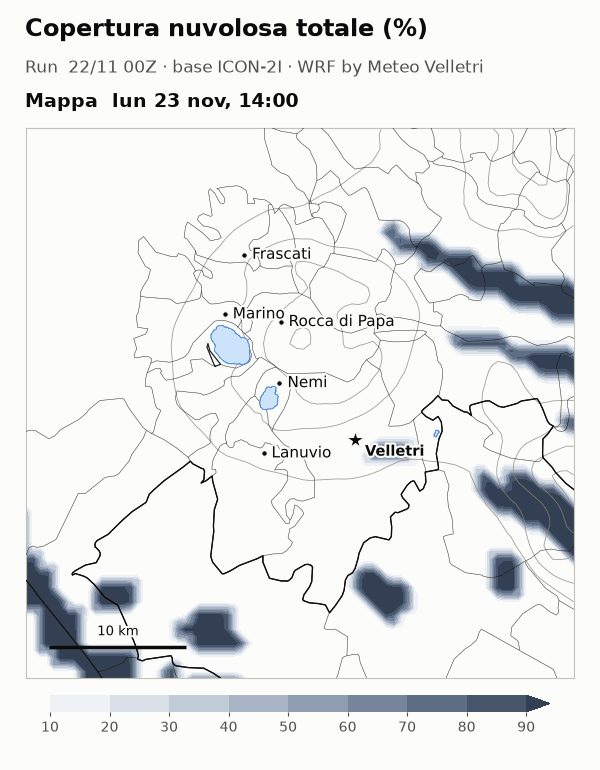 Copertura nuvolosa totale (%)
Run 22/11 00Z · base ICON-2I · WRF by Meteo Velletri
Mappa lun 23 nov, 14:00
Frascati
Marino
Rocca di Papa
Nemi
Velletri
Lanuvio
10 km
10 20 30 40 50 60 70 80 90